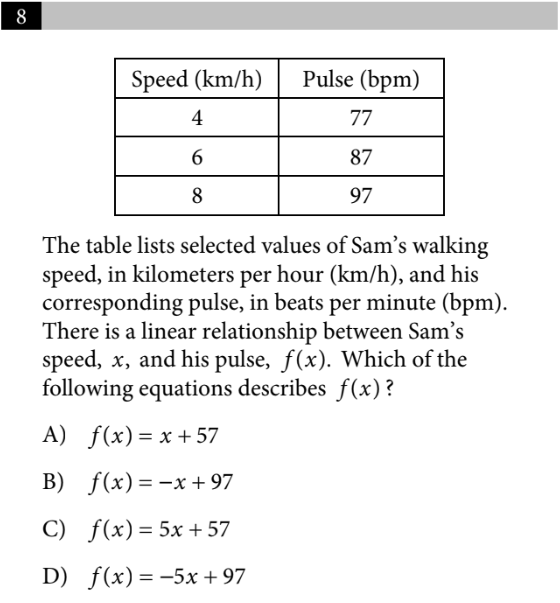 8
Speed (km/h) Pulse (bpm)
4 77
6 87
8 97
The table lists selected values of Sam’s walking
speed, in kilometers per hour (km/h), and his
corresponding pulse, in beats per minute (bpm).
There is a linear relationship between Sam’s
speed, x, and his pulse, f(x). Which of the
following equations describes f(x)?
A) f(x) = x + 57
B) f(x) = −x + 97
C) f(x) = 5x + 57
D) f(x) = −5x + 97